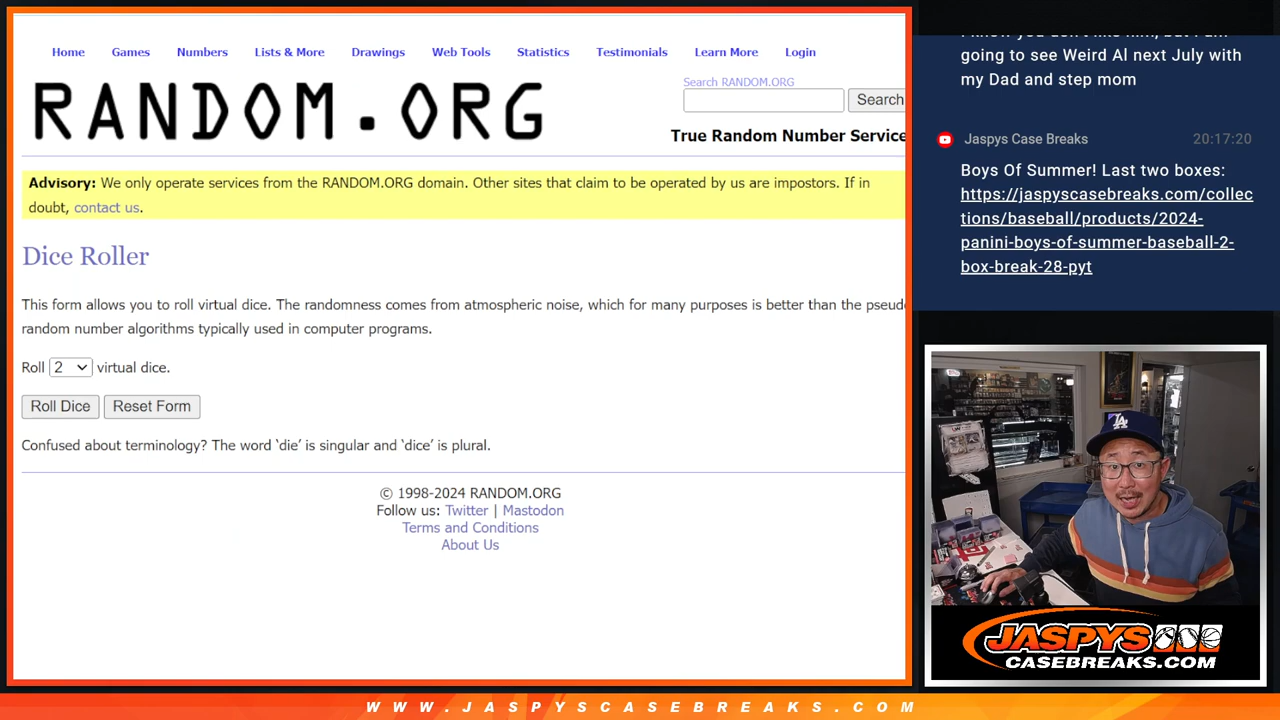 Home Games Numbers Lists & More Drawings Web Tools Statistics Testimonials Learn More Login
RANDOM.ORG
Search RANDOM.ORG
Search
True Random Number Service
Advisory: We only operate services from the RANDOM.ORG domain. Other sites that claim to be operated by us are impostors. If in
doubt, contact us.
Dice Roller
This form allows you to roll virtual dice. The randomness comes from atmospheric noise, which for many purposes is better than the pseudo
random number algorithms typically used in computer programs.
Roll 2 virtual dice.
Roll Dice Reset Form
Confused about terminology? The word ‘die’ is singular and ‘dice’ is plural.
© 1998-2024 RANDOM.ORG
Follow us: Twitter | Mastodon
Terms and Conditions
About Us
going to see Weird Al next July with
my Dad and step mom
Jaspys Case Breaks 20:17:20
Boys Of Summer! Last two boxes:
https://jaspyscasebreaks.com/collec
tions/baseball/products/2024-
panini-boys-of-summer-baseball-2-
box-break-28-pyt
LA
JASPYS
CASEBREAKS.COM
WWW.JASPYSCASEBREAKS.COM